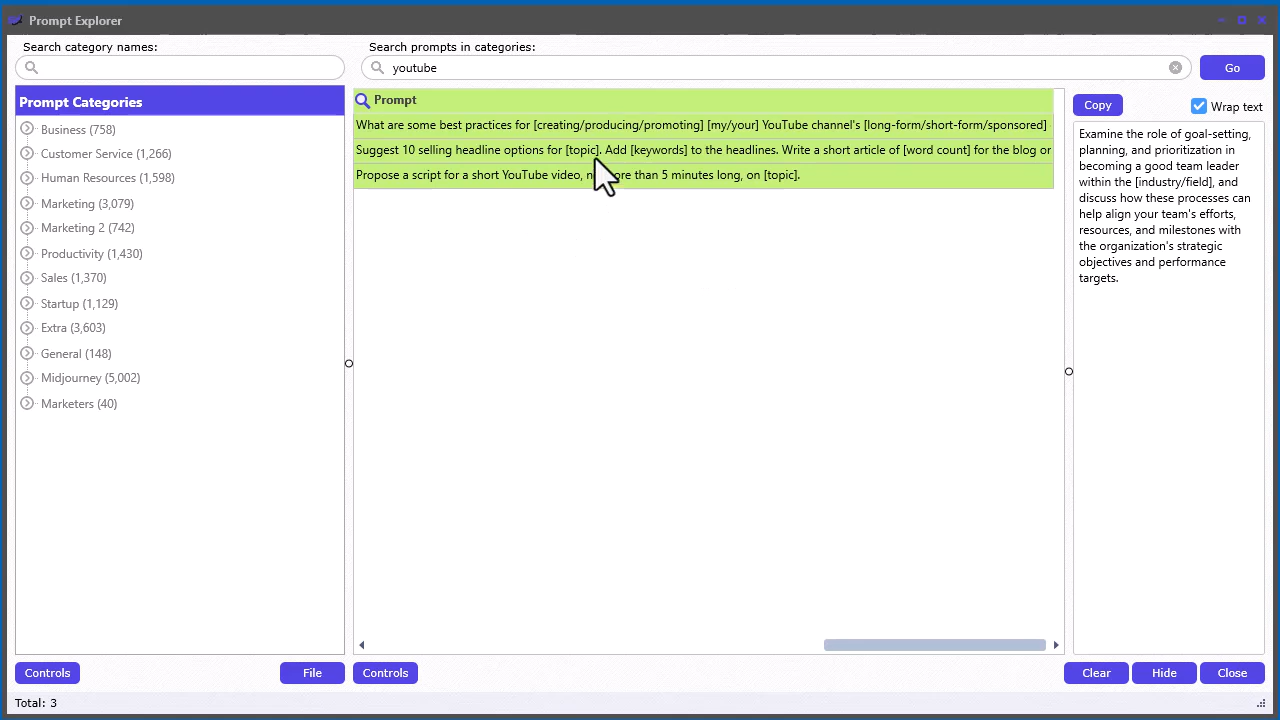 Prompt Explorer
Search category names:
Search prompts in categories:
youtube
Go
Prompt Categories
Business (758)
Customer Service (1,266)
Human Resources (1,598)
Marketing (3,079)
Marketing 2 (742)
Productivity (1,430)
Sales (1,370)
Startup (1,129)
Extra (3,603)
General (148)
Midjourney (5,002)
Marketers (40)
Prompt
What are some best practices for [creating/producing/promoting] [my/your] YouTube channel's [long-form/short-form/sponsored]
Suggest 10 selling headline options for [topic]. Add [keywords] to the headlines. Write a short article of [word count] for the blog or
Propose a script for a short YouTube video, more than 5 minutes long, on [topic].
Copy
Wrap text
Examine the role of goal-setting,
planning, and prioritization in
becoming a good team leader
within the [industry/field], and
discuss how these processes can
help align your team's efforts,
resources, and milestones with
the organization's strategic
objectives and performance
targets.
Controls
File
Controls
Clear
Hide
Close
Total: 3